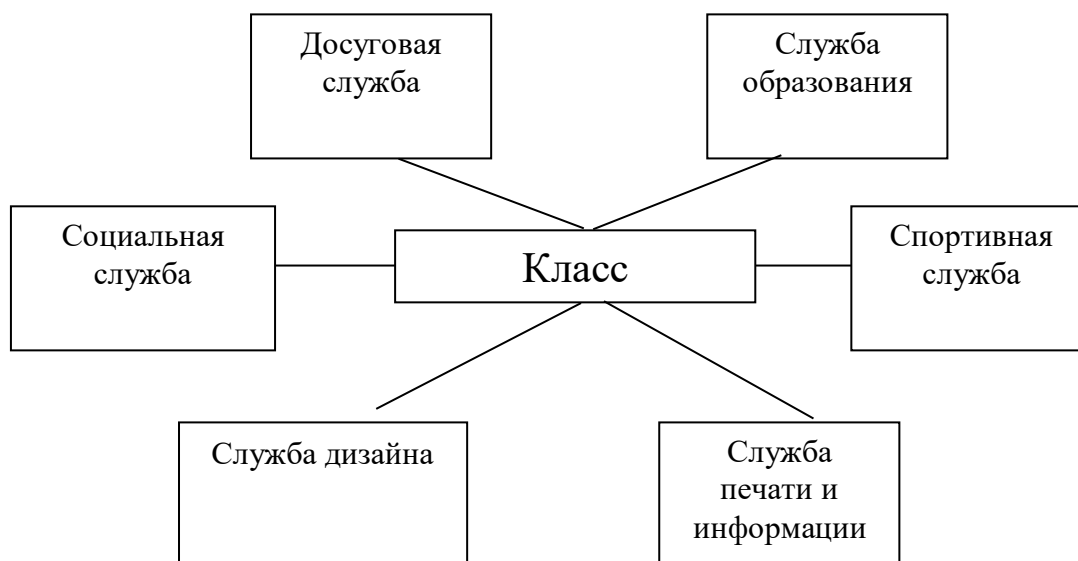 Досуговая
служба
Служба
образования
Социальная
служба
Класс
Спортивная
служба
Служба дизайна
Служба
печати и
информации